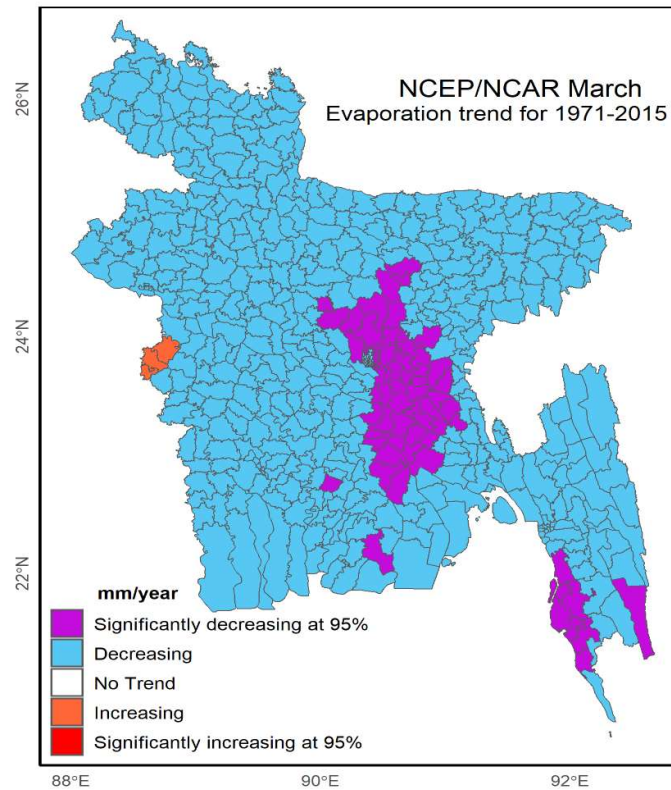 NCEP/NCAR March
Evaporation trend for 1971-2015
26°N
24°N
22°N
mm/year
Significantly decreasing at 95%
Decreasing
No Trend
Increasing
Significantly increasing at 95%
88°E 90°E 92°E